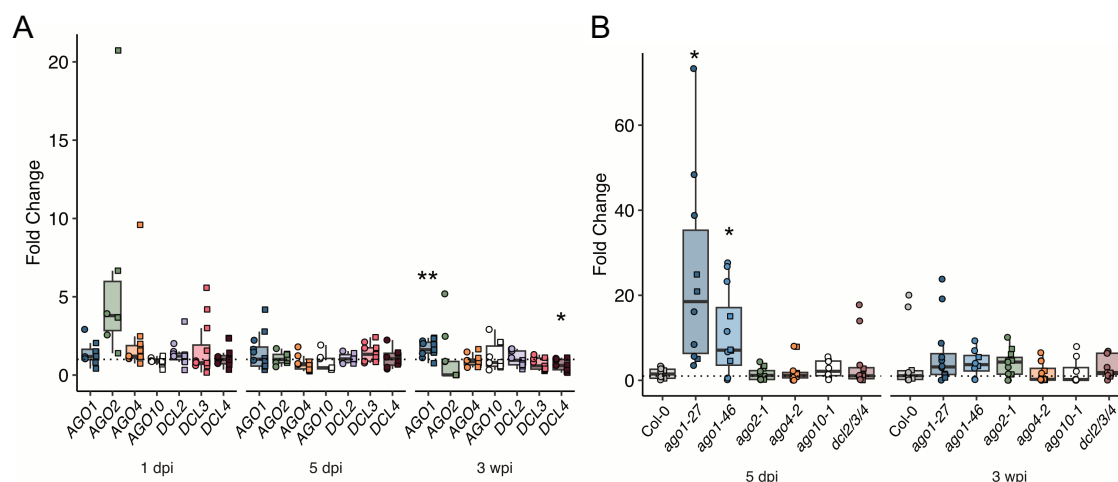 A
B
Fold Change
20
15
10
5
0
**
*
AGO1 AGO2 AGO4 AGO10 DCL2 DCL3 DCL4
AGO1 AGO2 AGO4 AGO10 DCL2 DCL3 DCL4
AGO1 AGO2 AGO4 AGO10 DCL2 DCL3 DCL4
1 dpi
5 dpi
3 wpi
Fold Change
60
40
20
0
*
*
Col-0 ago1-27 ago1-46 ago2-1 ago4-2 ago10-1 dcl2/3/4
Col-0 ago1-27 ago1-46 ago2-1 ago4-2 ago10-1 dcl2/3/4
5 dpi
3 wpi